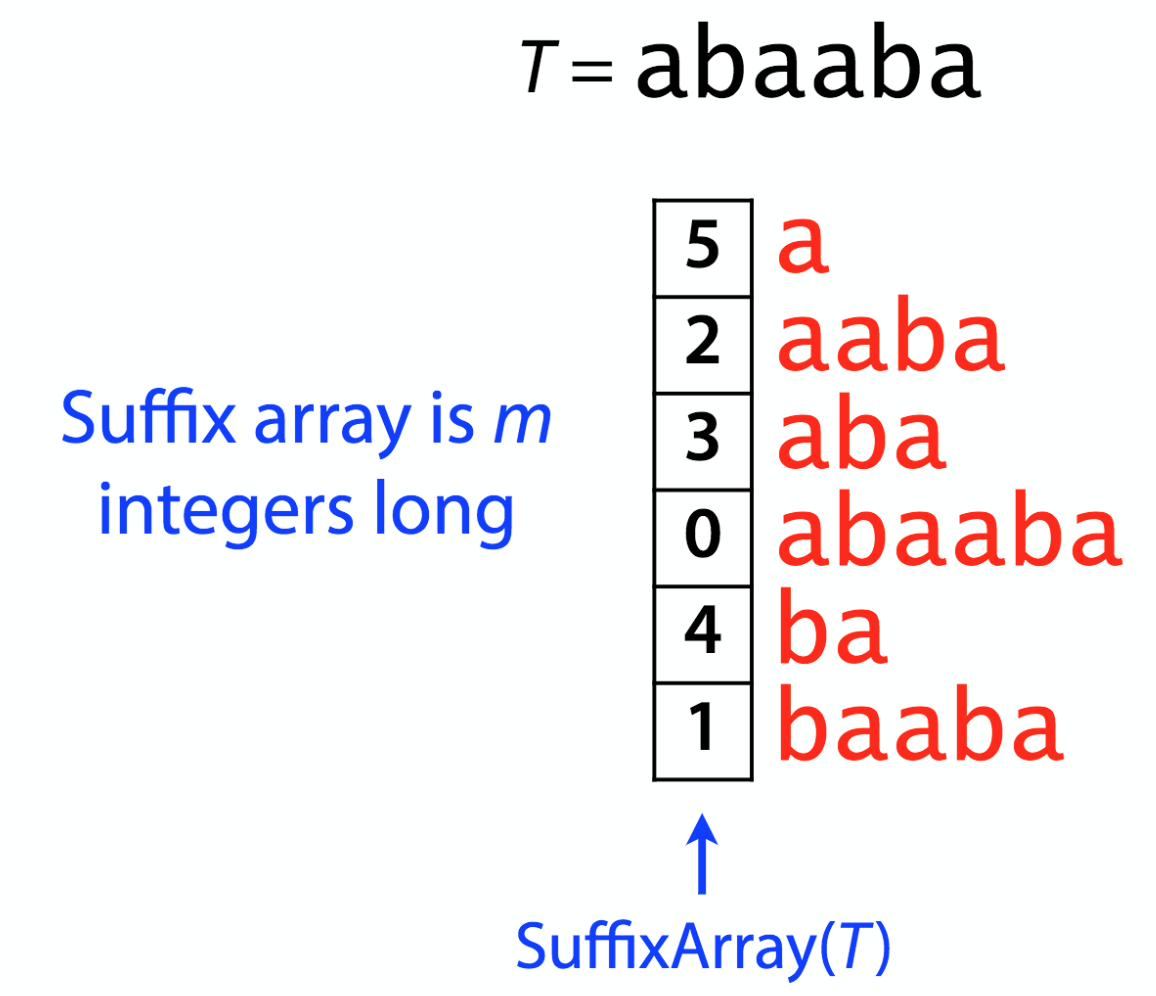 T = abaaba
5 a
2 aaba
3 aba
0 abaaba
4 ba
1 baaba
Suffix array is m
integers long
SuffixArray(T)